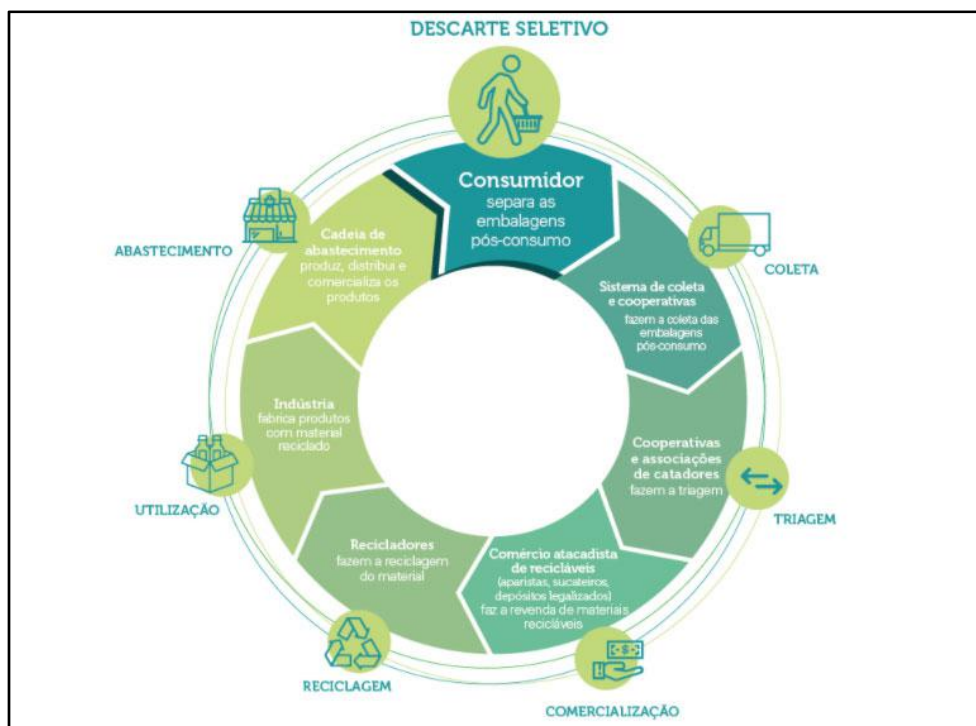 DESCARTE SELETIVO
Consumidor
separa as
embalagens
pós-consumo
COLETA
Sistema de coleta
e cooperativas
fazem a coleta das
embalagens
pós-consumo
TRIAGEM
Cooperativas
e associações
de catadores
fazem a triagem
COMERCIALIZAÇÃO
Comércio atacadista
de recicláveis
(aparistas, sucateiros,
depósitos legalizados)
faz a revenda de materiais
recicláveis
RECICLAGEM
Recicladores
fazem a reciclagem
do material
UTILIZAÇÃO
Indústria
fabrica produtos
com material
reciclado
ABASTECIMENTO
Cadeia de
abastecimento
produz, distribui e
comercializa os
produtos